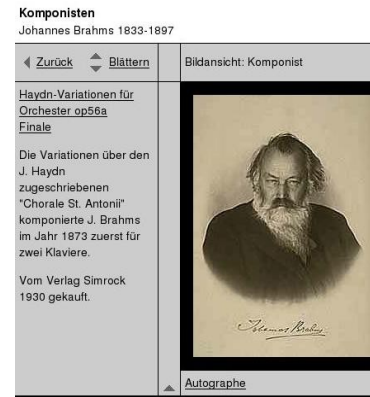 Komponisten
Johannes Brahms 1833-1897
Zurück Blättern
Bildansicht: Komponist
Haydn-Variationen für
Orchester op56a
Finale
Die Variationen über den
J. Haydn
zugeschriebenen
"Chorale St. Antonii"
komponierte J. Brahms
im Jahr 1873 zuerst für
zwei Klaviere.
Vom Verlag Simrock
1930 gekauft.
Johannes Brahms
Autographe